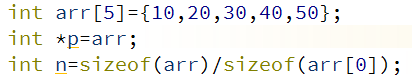 int arr[5]={10,20,30,40,50};
int *p=arr;
int n=sizeof(arr)/sizeof(arr[0]);